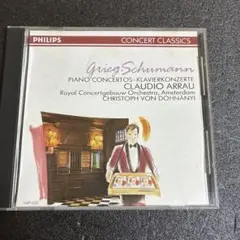 PHILIPS
CONCERT CLASSICS
Grieg Schumann
PIANO CONCERTOS·KLAVIERKONZERTE
CLAUDIO ARRAU
Royal Concertgebouw Orchestra, Amsterdam
CHRISTOPH VON DOHNÁNYI